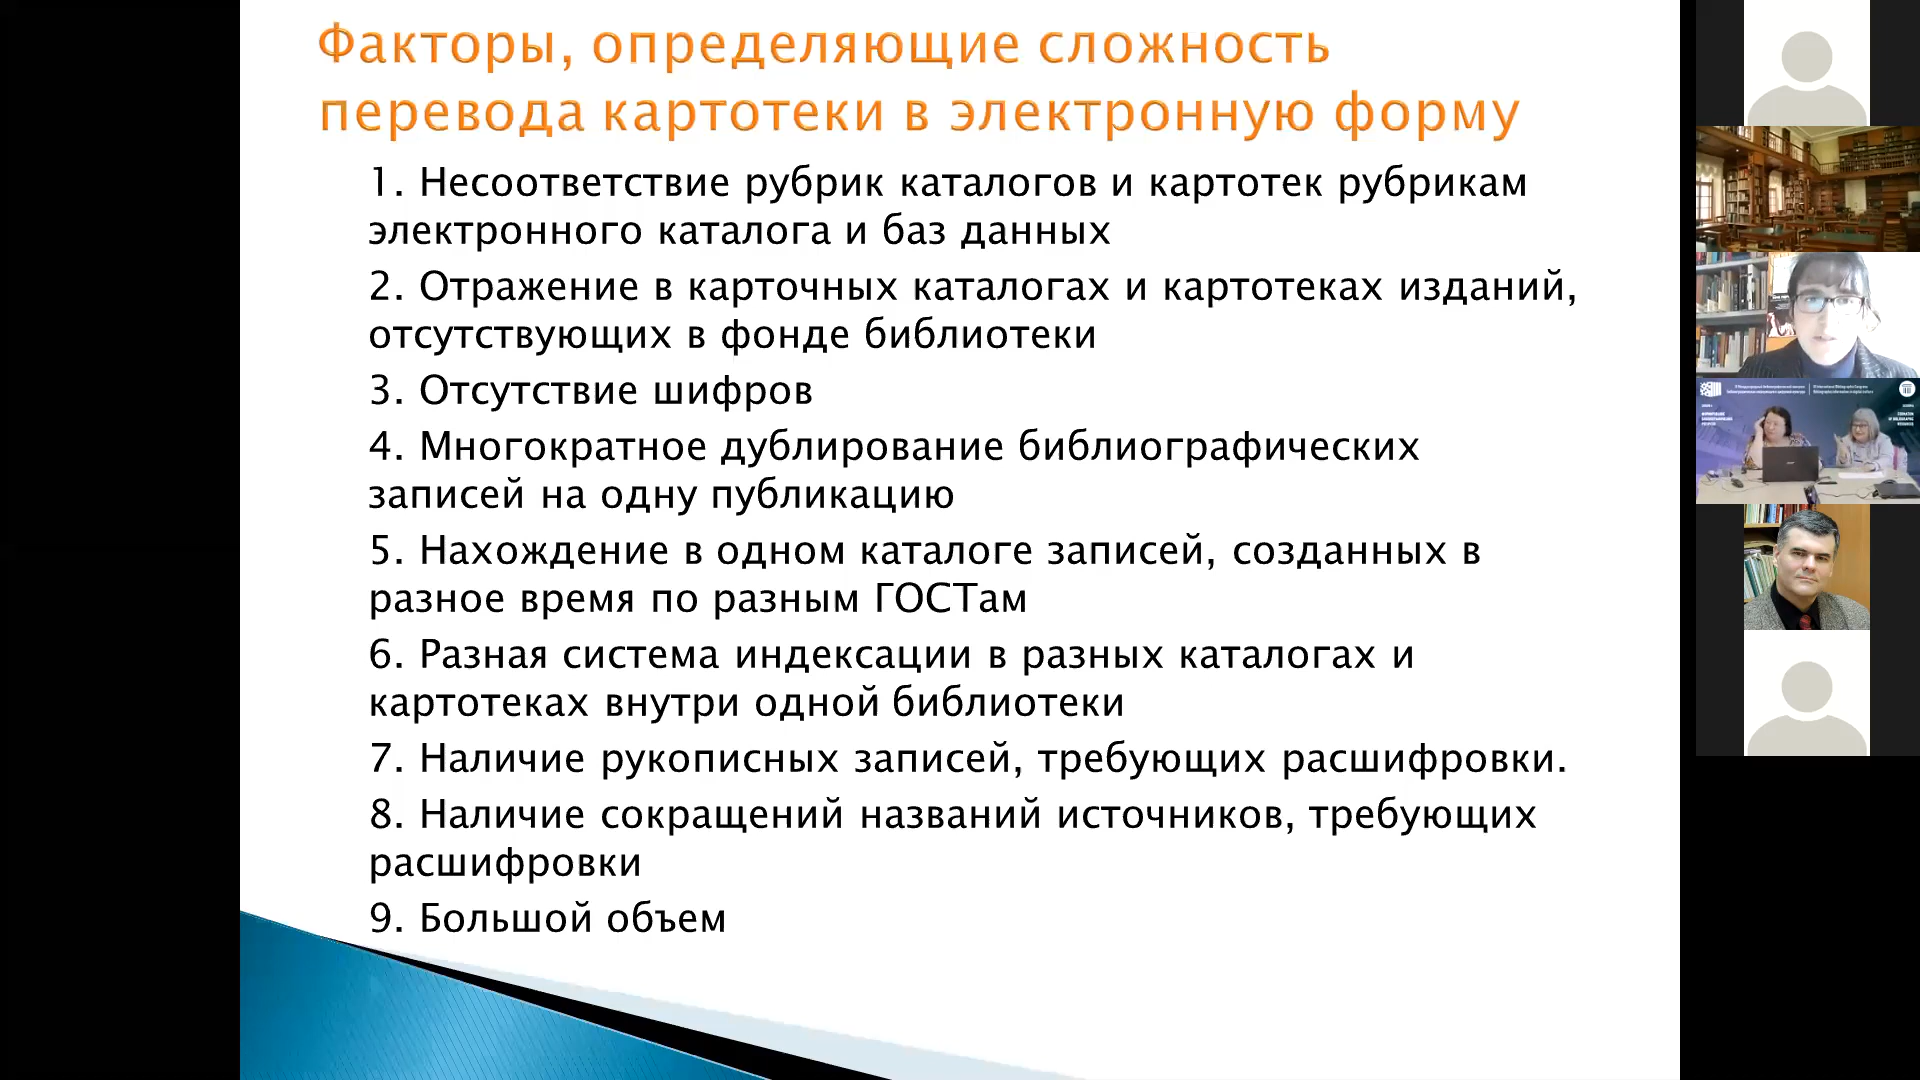 Факторы, определяющие сложность
перевода картотеки в электронную форму
1. Несоответствие рубрик каталогов и картотек рубрикам
электронного каталога и баз данных
2. Отражение в карточных каталогах и картотеках изданий,
отсутствующих в фонде библиотеки
3. Отсутствие шифров
4. Многократное дублирование библиографических
записей на одну публикацию
5. Нахождение в одном каталоге записей, созданных в
разное время по разным ГОСТам
6. Разная система индексации в разных каталогах и
картотеках внутри одной библиотеки
7. Наличие рукописных записей, требующих расшифровки.
8. Наличие сокращений названий источников, требующих
расшифровки
9. Большой объем